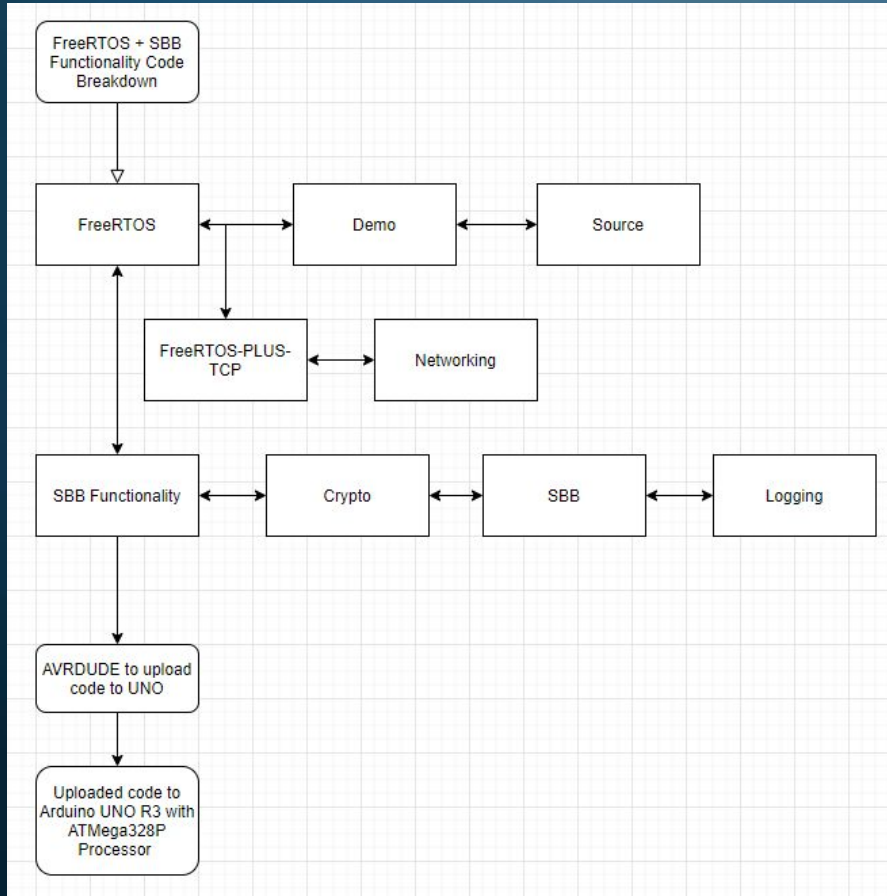 FreeRTOS + SBB
Functionality Code
Breakdown
FreeRTOS
Demo
Source
FreeRTOS-PLUS-
TCP
Networking
SBB Functionality
Crypto
SBB
Logging
AVRDUDE to upload
code to UNO
Uploaded code to
Arduino UNO R3 with
ATMega328P
Processor